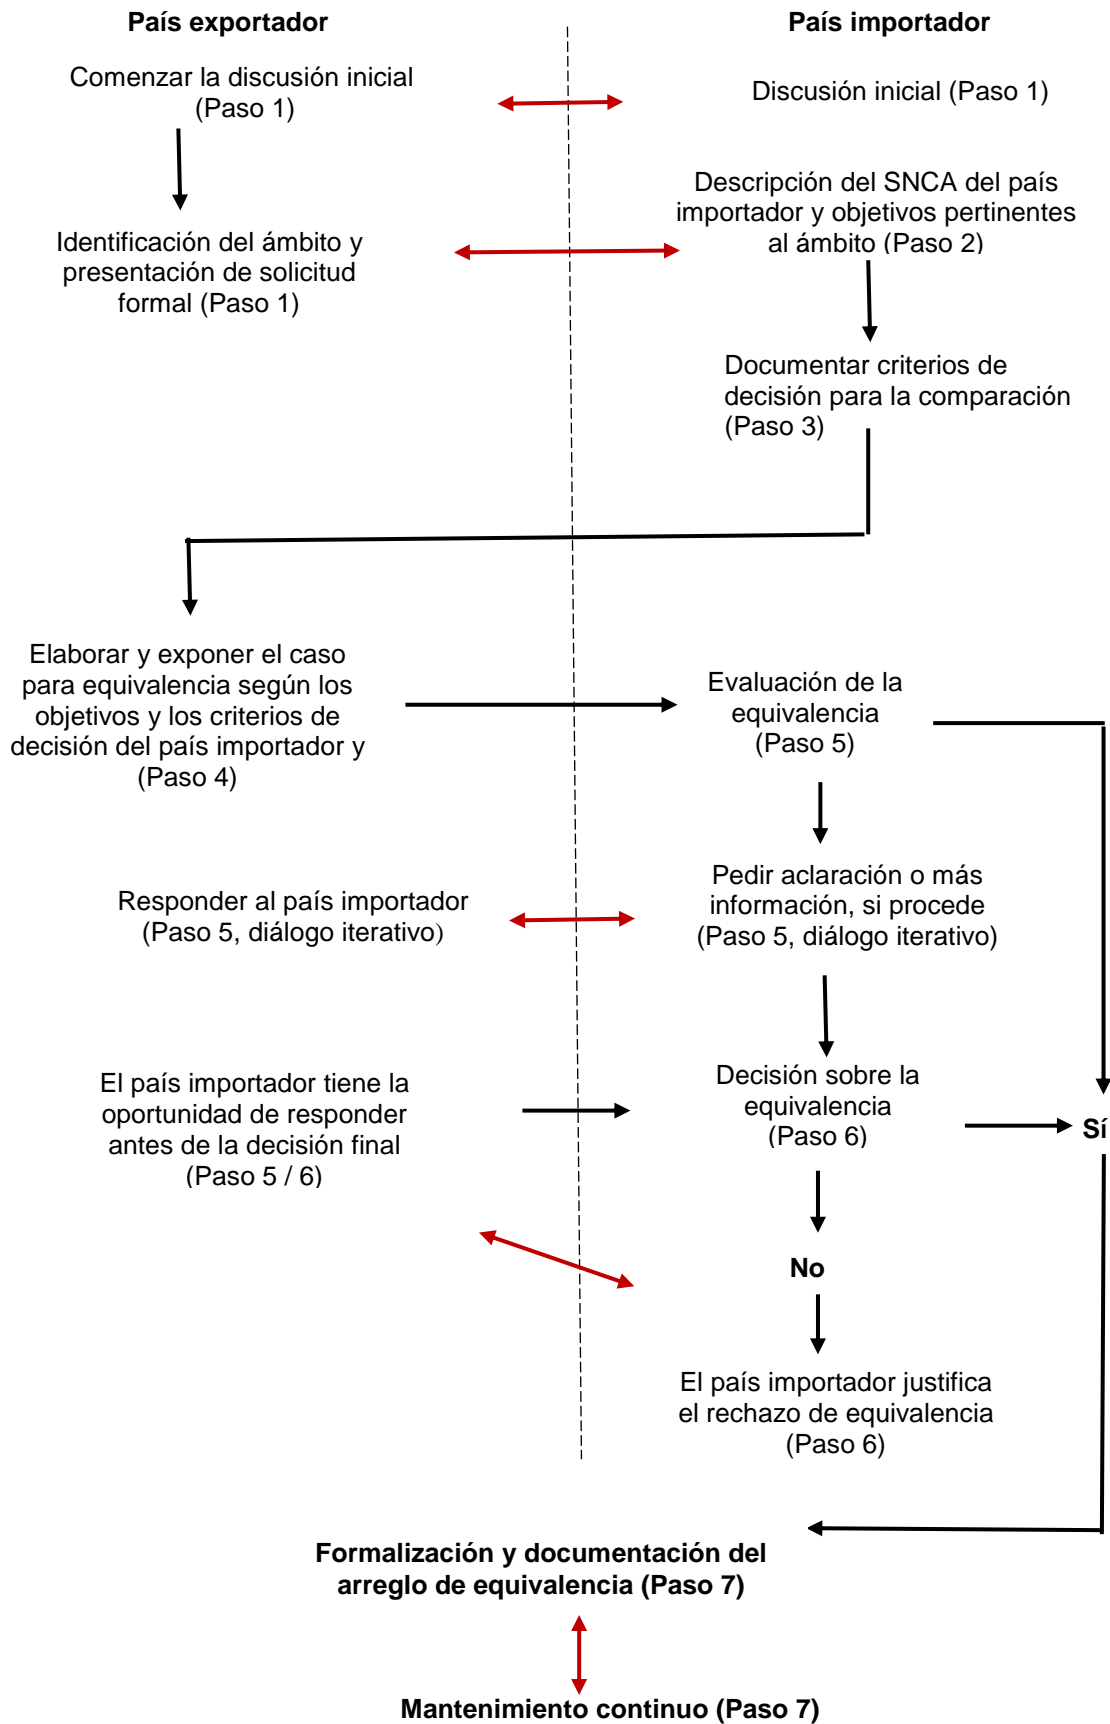 País exportador
País importador
Comenzar la discusión inicial
(Paso 1)
Discusión inicial (Paso 1)
Descripción del SNCA del país
importador y objetivos pertinentes
al ámbito (Paso 2)
Identificación del ámbito y
presentación de solicitud
formal (Paso 1)
Documentar criterios de
decisión para la comparación
(Paso 3)
Elaborar y exponer el caso
para equivalencia según los
objetivos y los criterios de
decisión del país importador y
(Paso 4)
Evaluación de la
equivalencia
(Paso 5)
Responder al país importador
(Paso 5, diálogo iterativo)
Pedir aclaración o más
información, si procede
(Paso 5, diálogo iterativo)
El país importador tiene la
oportunidad de responder
antes de la decisión final
(Paso 5 / 6)
Decisión sobre la
equivalencia
(Paso 6)
Sí
No
El país importador justifica
el rechazo de equivalencia
(Paso 6)
Formalización y documentación del
arreglo de equivalencia (Paso 7)
Mantenimiento continuo (Paso 7)